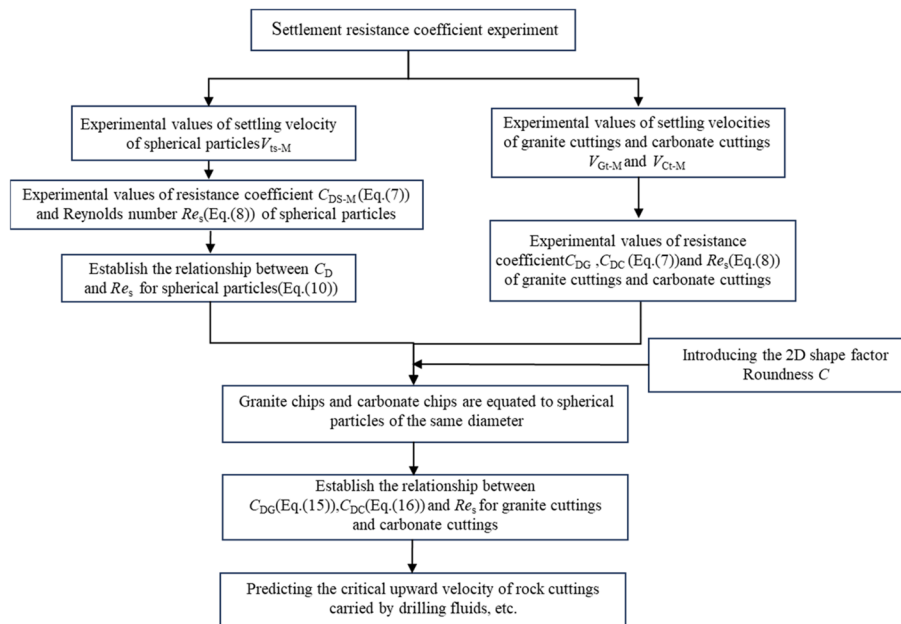 Settlement resistance coefficient experiment
Experimental values of settling velocity
of spherical particlesVts-M
Experimental values of settling velocities
of granite cuttings and carbonate cuttings
VGt-M and VCt-M
Experimental values of resistance coefficient CDS-M(Eq.(7))
and Reynolds number Res(Eq.(8)) of spherical particles
Experimental values of resistance
coefficientCDG ,CDC (Eq.(7))and Res(Eq.(8))
of granite cuttings and carbonate cuttings
Establish the relationship between CD
and Res for spherical particles(Eq.(10))
Introducing the 2D shape factor
Roundness C
Granite chips and carbonate chips are equated to spherical
particles of the same diameter
Establish the relationship between
CDG(Eq.(15)),CDC(Eq.(16)) and Res for granite cuttings
and carbonate cuttings
Predicting the critical upward velocity of rock cuttings
carried by drilling fluids, etc.